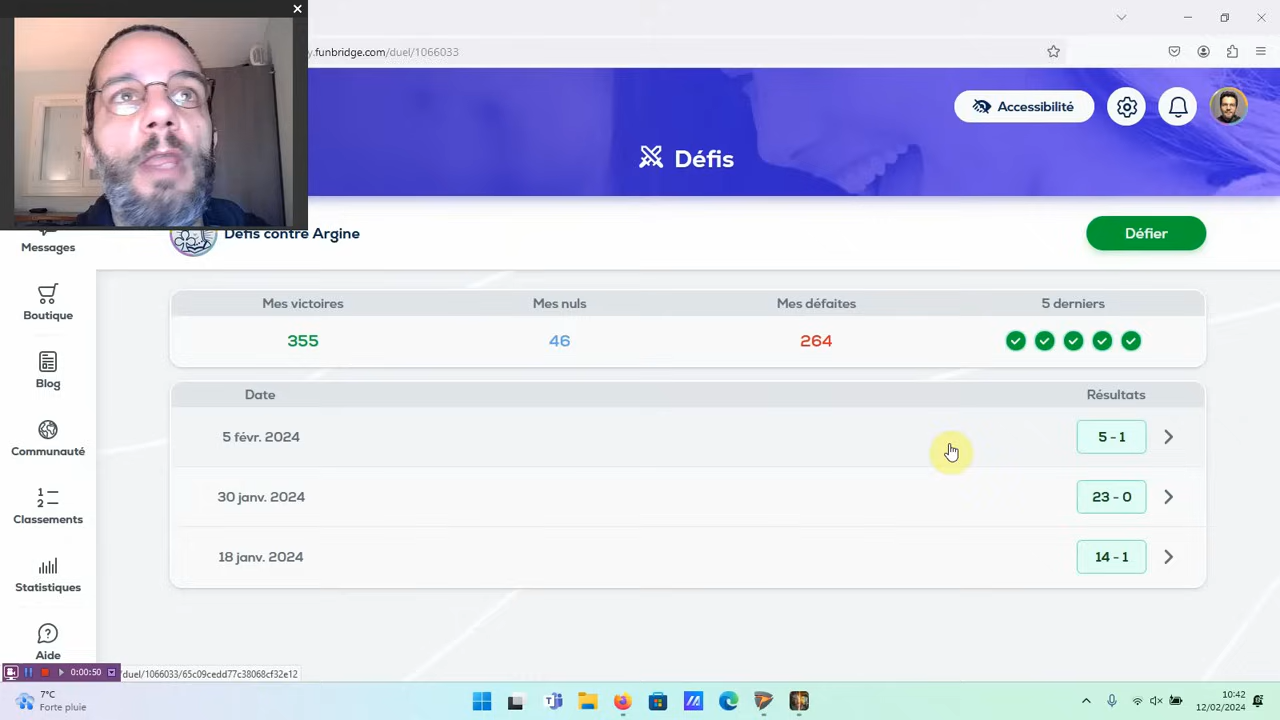 y.funbridge.com/duel/1066033
Accessibilité
Défis
Messages
Défis contre Argine
Défier
Boutique
Mes victoires
Mes nuls
Mes défaites
5 derniers
355
46
264
Blog
Date
Résultats
Communauté
5 févr. 2024
5 - 1
Classements
30 janv. 2024
23 - 0
Statistiques
18 janv. 2024
14 - 1
Aide
0:00:50
/duel/1066033/65c09cedd77c38068cf32e12
7°C
Forte pluie
10:42
12/02/2024